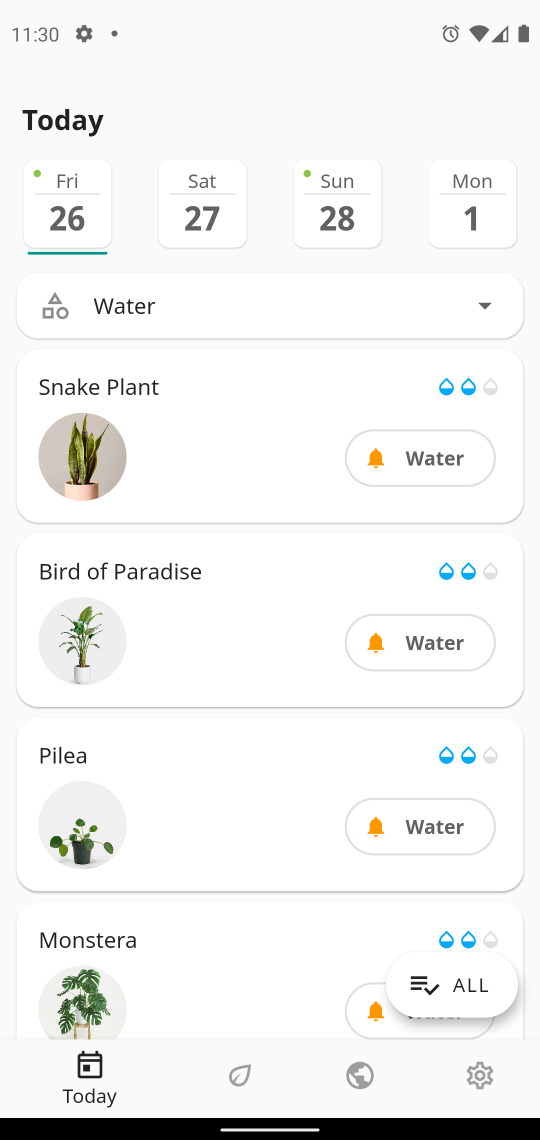 11:30
Today
Fri Sat Sun Mon
26 27 28 1
Water
Snake Plant
Water
Bird of Paradise
Water
Pilea
Water
Monstera
ALL
Today